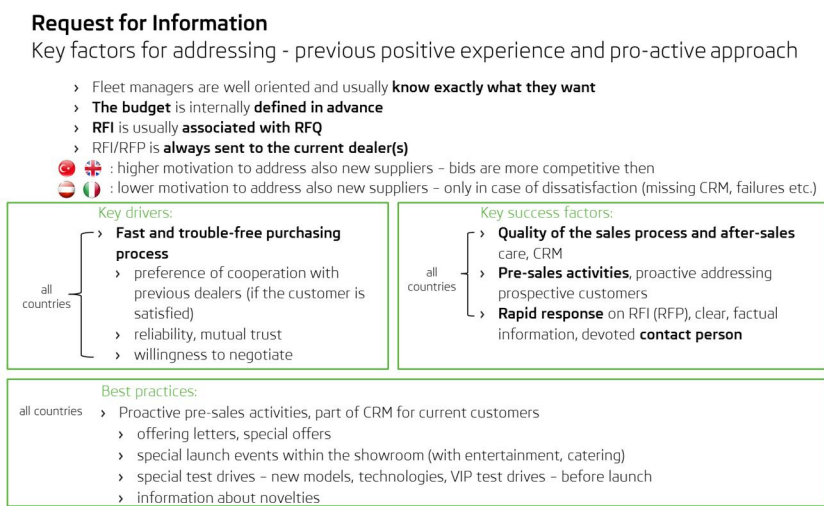 Request for Information
Key factors for addressing - previous positive experience and pro-active approach
› Fleet managers are well oriented and usually know exactly what they want
› The budget is internally defined in advance
› RFI is usually associated with RFQ
› RFI/RFP is always sent to the current dealer(s)
: higher motivation to address also new suppliers – bids are more competitive then
: lower motivation to address also new suppliers – only in case of dissatisfaction (missing CRM, failures etc.)
Key drivers:
all
countries
› Fast and trouble-free purchasing
process
› preference of cooperation with
previous dealers (if the customer is
satisfied)
› reliability, mutual trust
› willingness to negotiate
Key success factors:
all
countries
› Quality of the sales process and after-sales
care, CRM
› Pre-sales activities, proactive addressing
prospective customers
› Rapid response on RFI (RFP), clear, factual
information, devoted contact person
Best practices:
all countries
› Proactive pre-sales activities, part of CRM for current customers
› offering letters, special offers
› special launch events within the showroom (with entertainment, catering)
› special test drives – new models, technologies, VIP test drives – before launch
› information about novelties